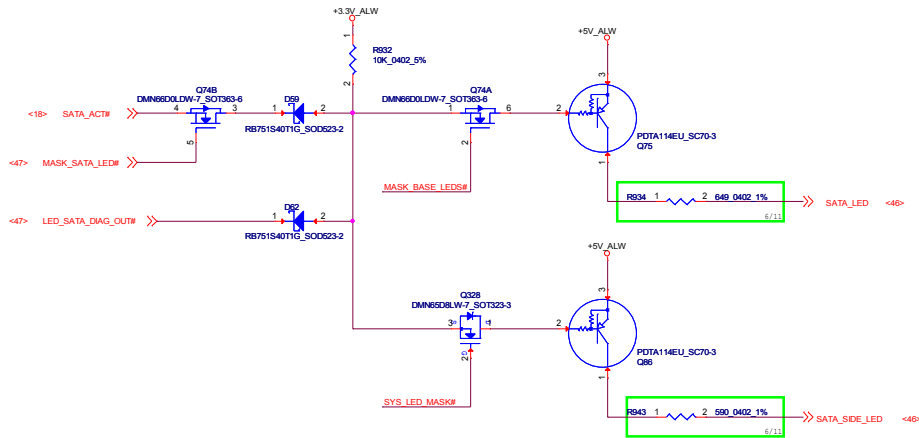 +3.3V_ALW
+5V_ALW
1
R932
10K_0402_5%
2
3
Q74B
DMN66D0LDW-7_SOT363-6
D59
Q74A
DMN66D0LDW-7_SOT363-6
<18> SATA_ACT#
4 3
1 2
1 6
2
RB751S40T1G_SOD523-2
5
2
PDTA114EU_SC70-3
Q75
<47> MASK_SATA_LED#
1
MASK_BASE_LEDS#
R934 1 2 649_0402_1%
SATA_LED <46>
6/11
D62
<47> LED_SATA_DIAG_OUT#
1 2
RB751S40T1G_SOD523-2
+5V_ALW
Q328
DMN65D8LW-7_SOT323-3
3
3 S
1
2
2
PDTA114EU_SC70-3
Q86
1
SYS_LED_MASK#
R943 1 2 590_0402_1%
SATA_SIDE_LED <46>
6/11